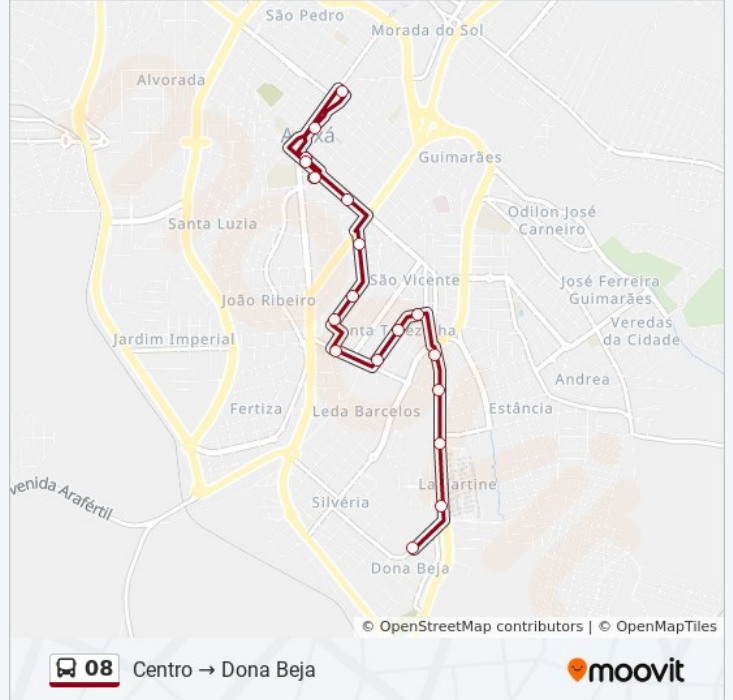 São Pedro
Morada do Sol
Alvorada
Guimarães
Odilon José
Carneiro
Santa Luzia
São Vicente
José Ferreira
Guimarães
João Ribeiro
Veredas
da Cidade
Jardim Imperial
Andrea
Fertiza
Leda Barcelos
Estância
venida Arafértil
Silvéria
Dona Beja
© OpenStreetMap contributors | © OpenMapTiles
08 Centro → Dona Beja
moovit